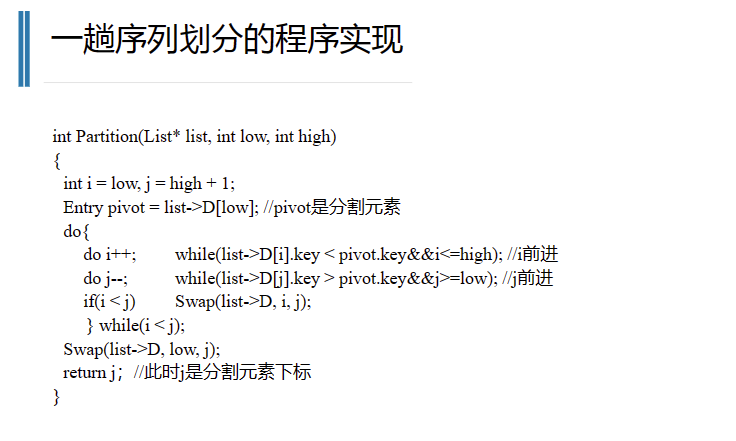 一趟序列划分的程序实现
int Partition(List* list, int low, int high)
{
int i = low, j = high + 1;
Entry pivot = list->D[low]; //pivot是分割元素
do{
do i++; while(list->D[i].key < pivot.key&&i<=high); //i前进
do j--; while(list->D[j].key > pivot.key&&j>=low); //j前进
if(i < j) Swap(list->D, i, j);
} while(i < j);
Swap(list->D, low, j);
return j；//此时j是分割元素下标
}